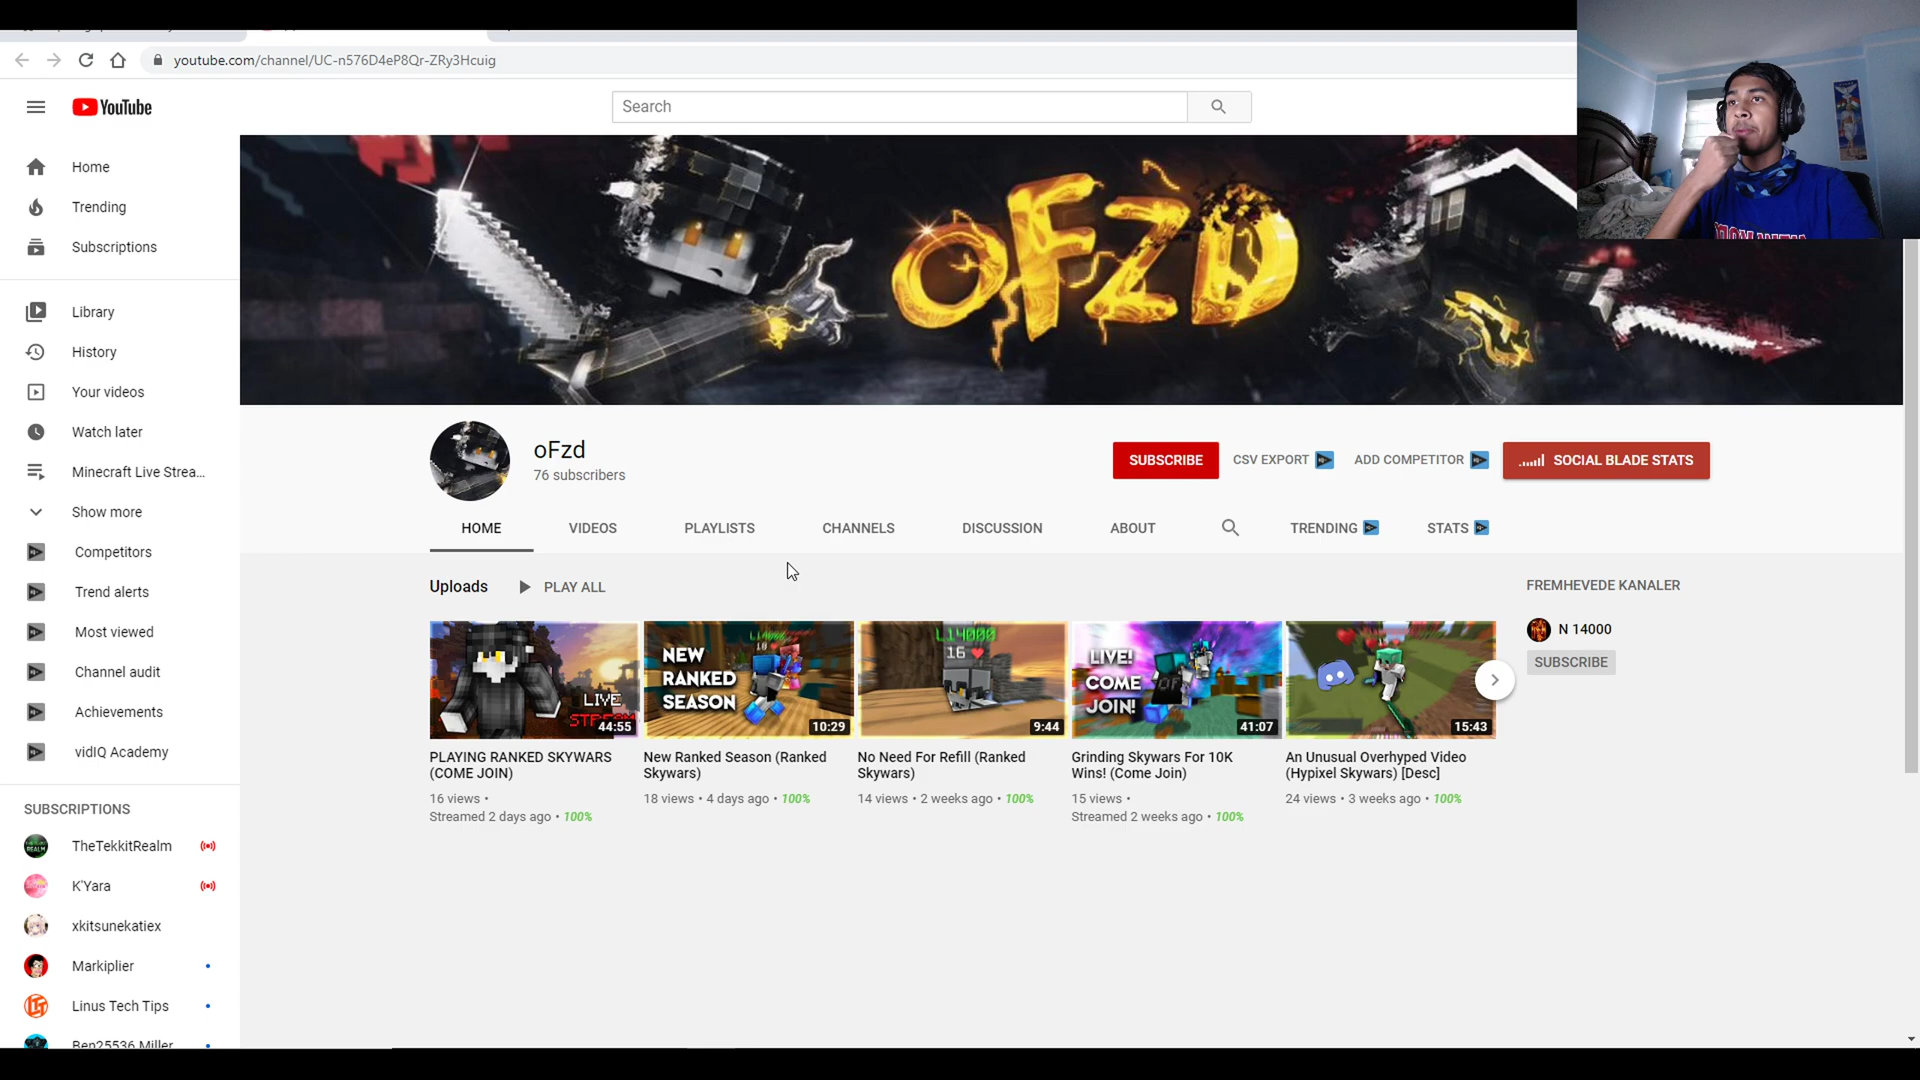 youtube.com/channel/UC-n576D4eP8Qr-ZRy3Hcuig
YouTube
Search
Home
Trending
Subscriptions
Library
History
Your videos
Watch later
Minecraft Live Strea...
Show more
Competitors
Trend alerts
Most viewed
Channel audit
Achievements
vidIQ Academy
SUBSCRIPTIONS
TheTekkitRealm
K'Yara
xkitsunekatiex
Markiplier
Linus Tech Tips
Ben25536 Miller
oFZD
oFzd
76 subscribers
SUBSCRIBE
CSV EXPORT
ADD COMPETITOR
SOCIAL BLADE STATS
HOME
VIDEOS
PLAYLISTS
CHANNELS
DISCUSSION
ABOUT
TRENDING
STATS
Uploads
PLAY ALL
LIVE
STREAM
44:55
PLAYING RANKED SKYWARS
(COME JOIN)
16 views •
Streamed 2 days ago • 100%
NEW
RANKED
SEASON
10:29
New Ranked Season (Ranked
Skywars)
18 views • 4 days ago • 100%
L14000
16
9:44
No Need For Refill (Ranked
Skywars)
14 views • 2 weeks ago • 100%
LIVE!
COME
JOIN!
41:07
Grinding Skywars For 10K
Wins! (Come Join)
15 views •
Streamed 2 weeks ago • 100%
15:43
An Unusual Overhyped Video
(Hypixel Skywars) [Desc]
24 views • 3 weeks ago • 100%
FREMHEVEDE KANALER
N 14000
SUBSCRIBE